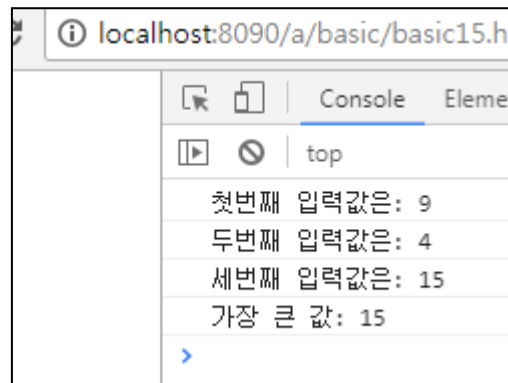 localhost:8090/a/basic/basic15.h
Console Eleme
top
첫번째 입력값은: 9
두번째 입력값은: 4
세번째 입력값은: 15
가장 큰 값: 15
>